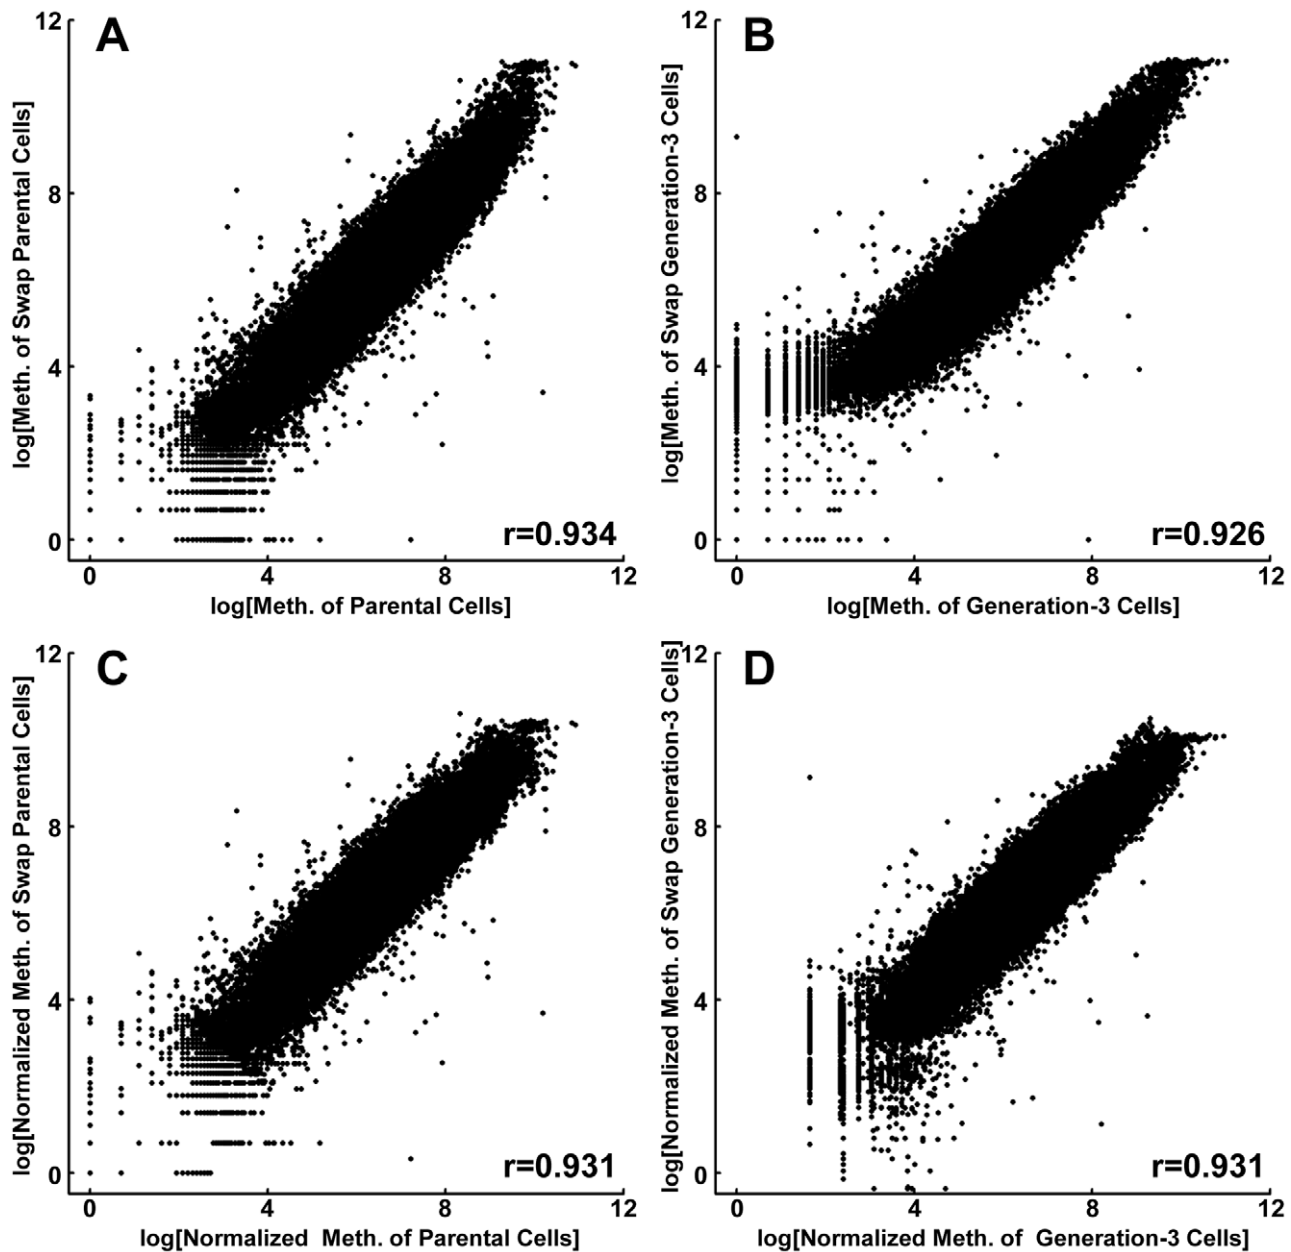 A
12
8
4
0
log[Meth. of Swap Parental Cells]
r=0.934
0 4 8 12
log[Meth. of Parental Cells]
B
12
8
4
0
log[Meth. of Swap Generation-3 Cells]
r=0.926
0 4 8 12
log[Meth. of Generation-3 Cells]
C
12
8
4
0
log[Normalized Meth. of Swap Parental Cells]
r=0.931
0 4 8 12
log[Normalized Meth. of Parental Cells]
D
12
8
4
0
log[Normalized Meth. of Swap Generation-3 Cells]
r=0.931
0 4 8 12
log[Normalized Meth. of Generation-3 Cells]